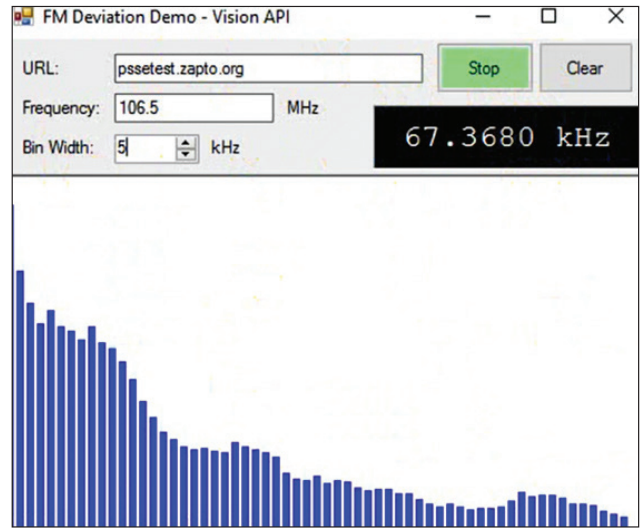 FM Deviation Demo - Vision API
URL: pssetest.zapto.org Stop Clear
Frequency: 106.5 MHz
67.3680 kHz
Bin Width: 5 kHz